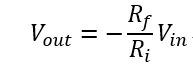 V_out = −(R_f / R_i) V_in